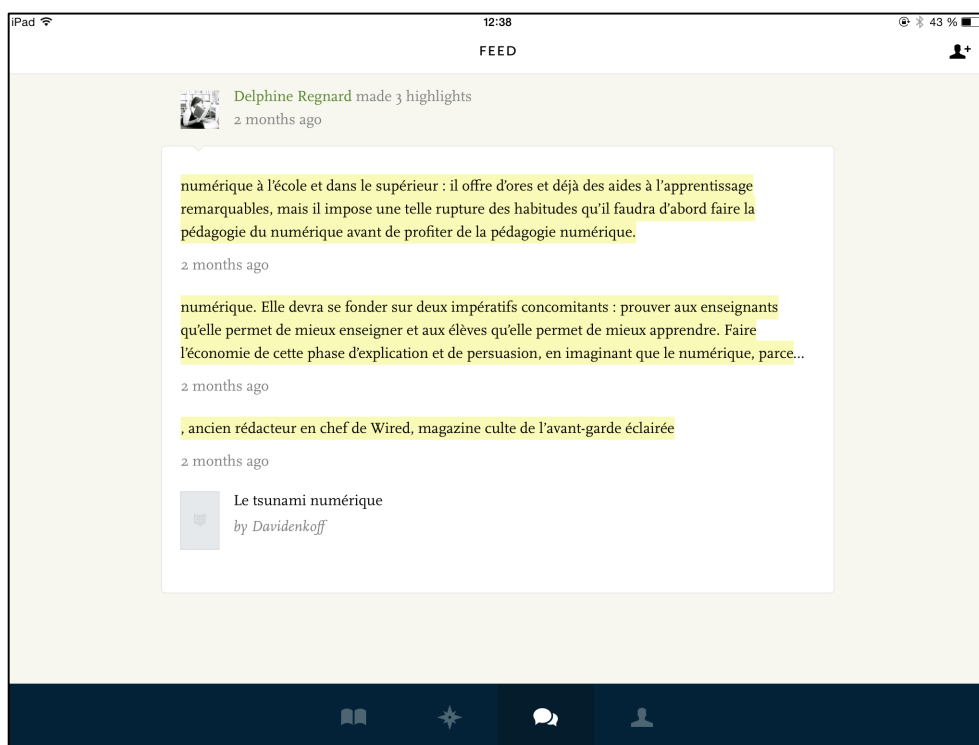 iPad 12:38 43 %
FEED
Delphine Regnard made 3 highlights
2 months ago
numérique à l’école et dans le supérieur : il offre d’ores et déjà des aides à l’apprentissage
remarquables, mais il impose une telle rupture des habitudes qu’il faudra d’abord faire la
pédagogie du numérique avant de profiter de la pédagogie numérique.
2 months ago
numérique. Elle devra se fonder sur deux impératifs concomitants : prouver aux enseignants
qu’elle permet de mieux enseigner et aux élèves qu’elle permet de mieux apprendre. Faire
l’économie de cette phase d’explication et de persuasion, en imaginant que le numérique, parce...
2 months ago
, ancien rédacteur en chef de Wired, magazine culte de l’avant-garde éclairée
2 months ago
Le tsunami numérique
by Davidenkoff